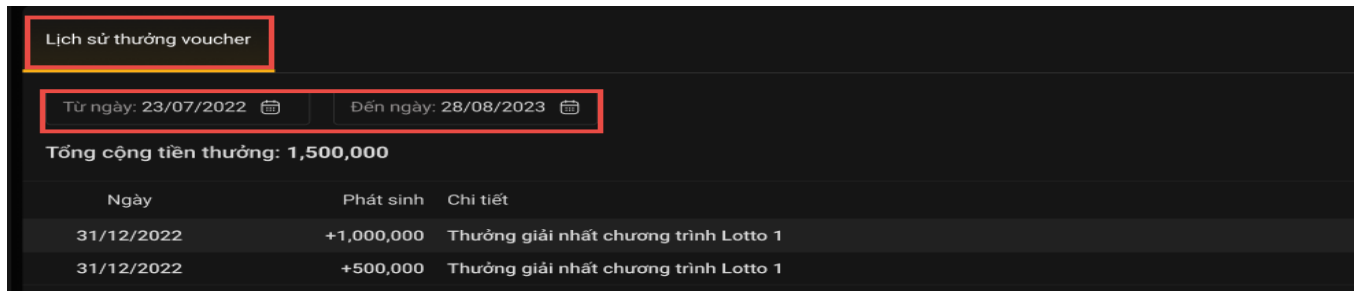 Lịch sử thưởng voucher
Từ ngày: 23/07/2022 Đến ngày: 28/08/2023
Tổng cộng tiền thưởng: 1,500,000
Ngày Phát sinh Chi tiết
31/12/2022 +1,000,000 Thưởng giải nhất chương trình Lotto 1
31/12/2022 +500,000 Thưởng giải nhất chương trình Lotto 1